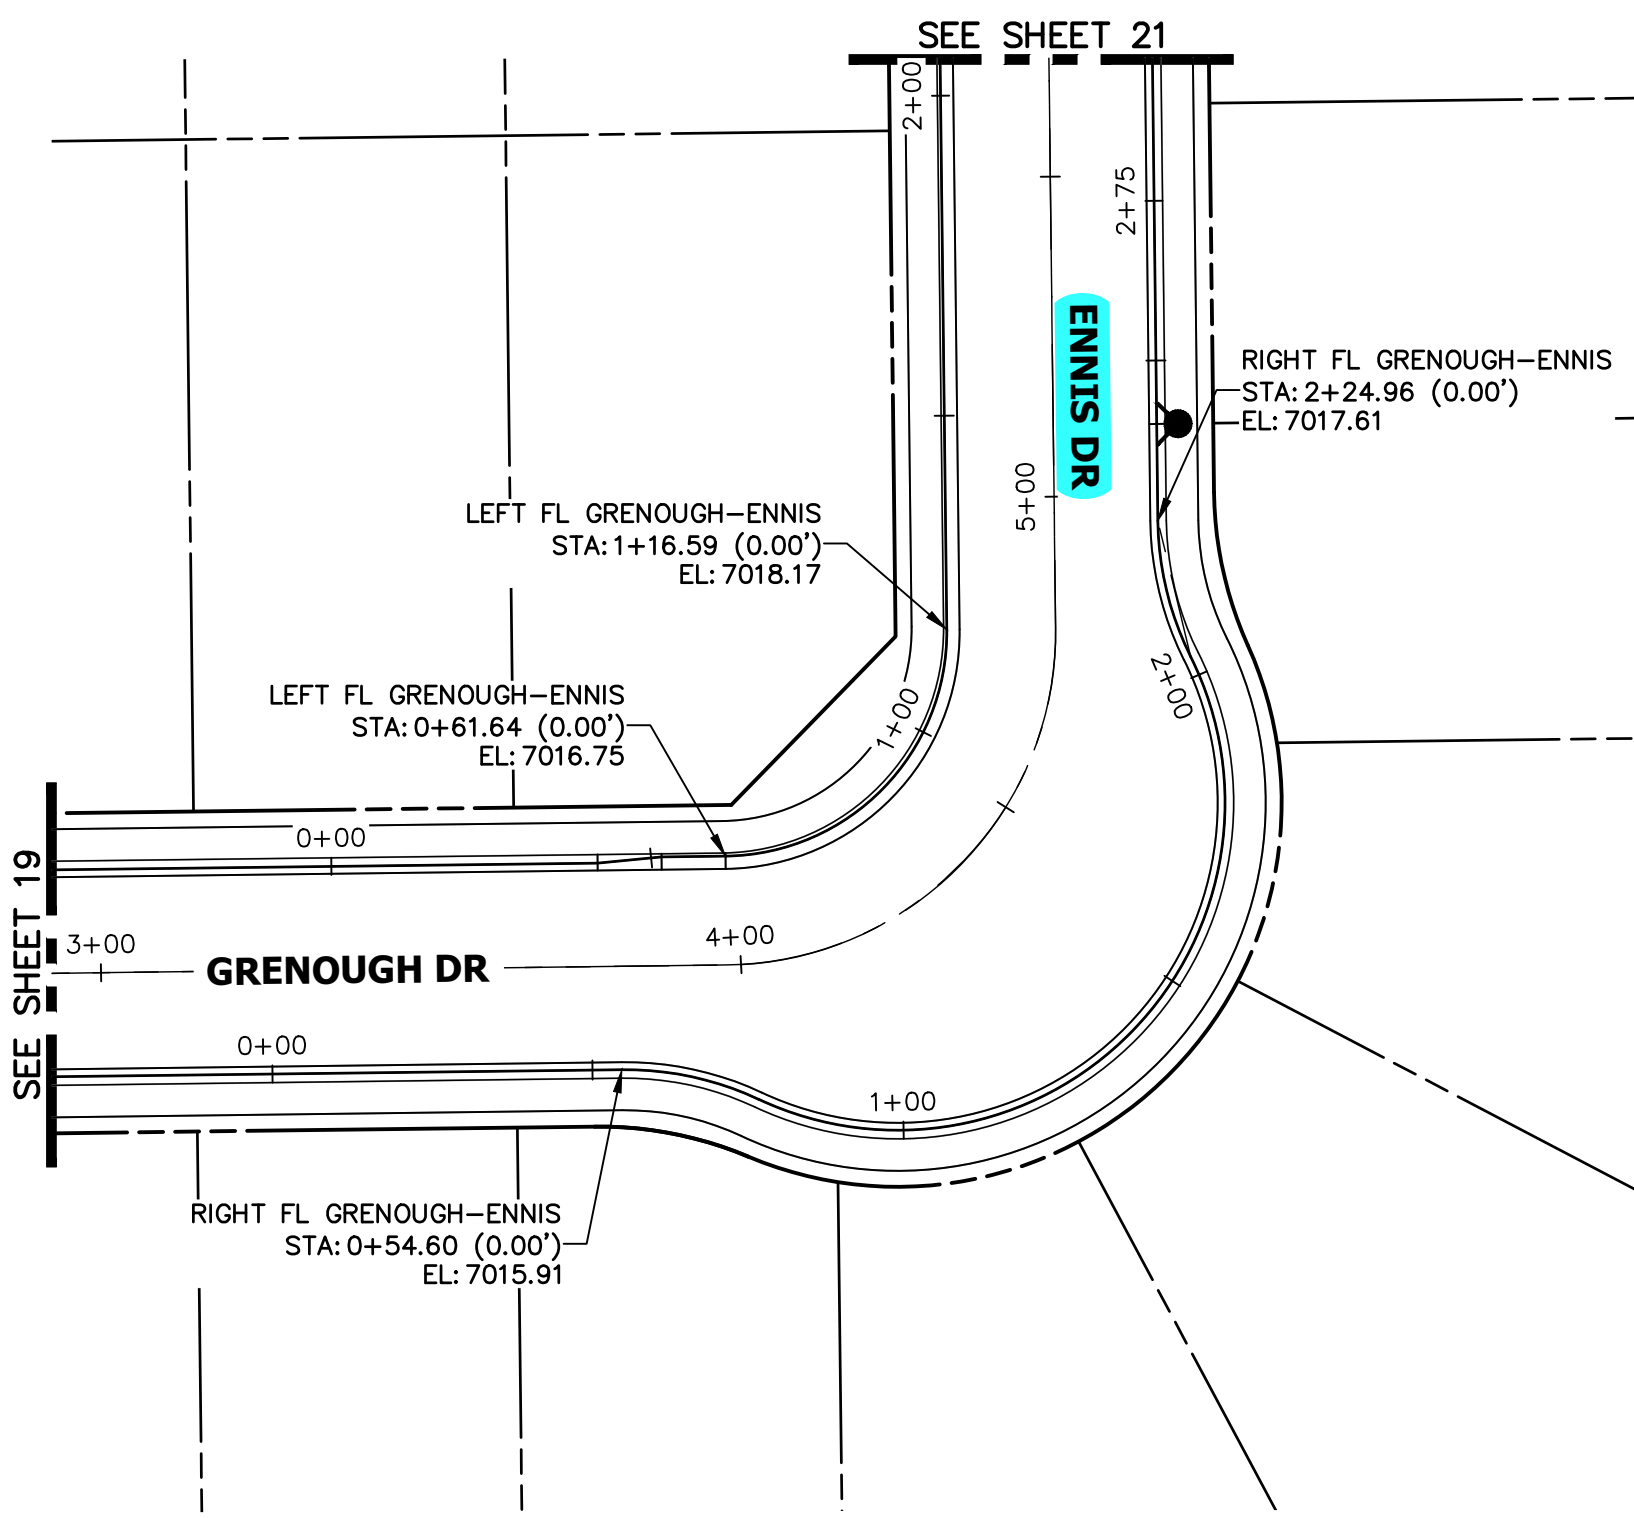 SEE SHEET 21
2+00
2+75
ENNIS DR
RIGHT FL GRENOUGH-ENNIS
STA: 2+24.96 (0.00')
EL: 7017.61
5+00
LEFT FL GRENOUGH-ENNIS
STA: 1+16.59 (0.00')
EL: 7018.17
2+00
LEFT FL GRENOUGH-ENNIS
STA: 0+61.64 (0.00')
EL: 7016.75
1+00
0+00
SEE SHEET 19
3+00
4+00
GRENOUGH DR
0+00
1+00
RIGHT FL GRENOUGH-ENNIS
STA: 0+54.60 (0.00')
EL: 7015.91